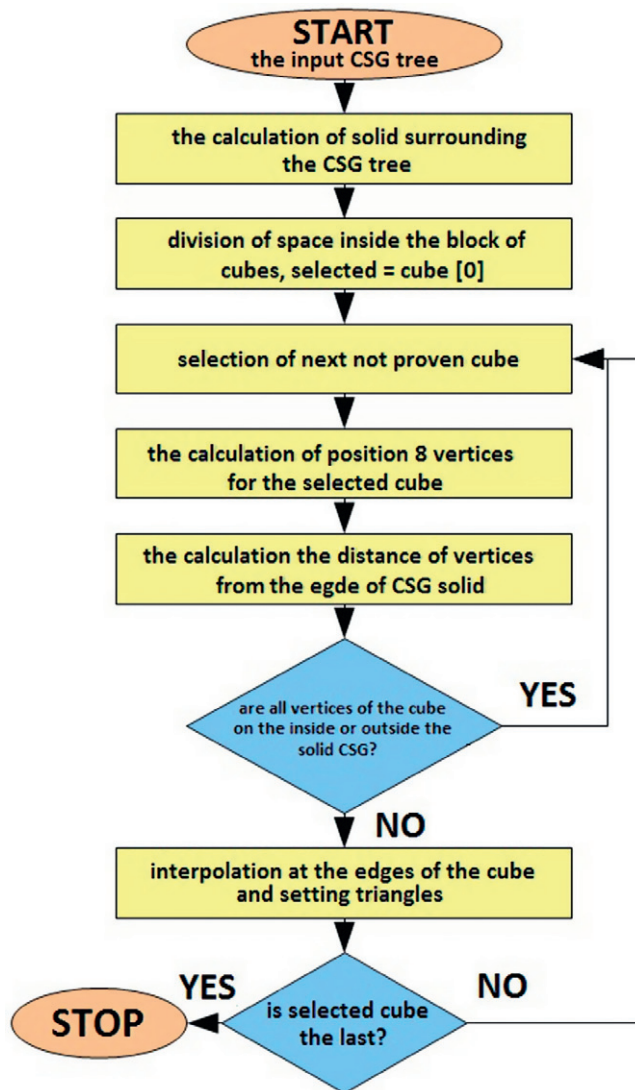 START
the input CSG tree
the calculation of solid surrounding
the CSG tree
division of space inside the block of
cubes, selected = cube [0]
selection of next not proven cube
the calculation of position 8 vertices
for the selected cube
the calculation the distance of vertices
from the egde of CSG solid
are all vertices of the cube
on the inside or outside the
solid CSG?
YES
NO
interpolation at the edges of the cube
and setting triangles
is selected cube
the last?
YES
NO
STOP